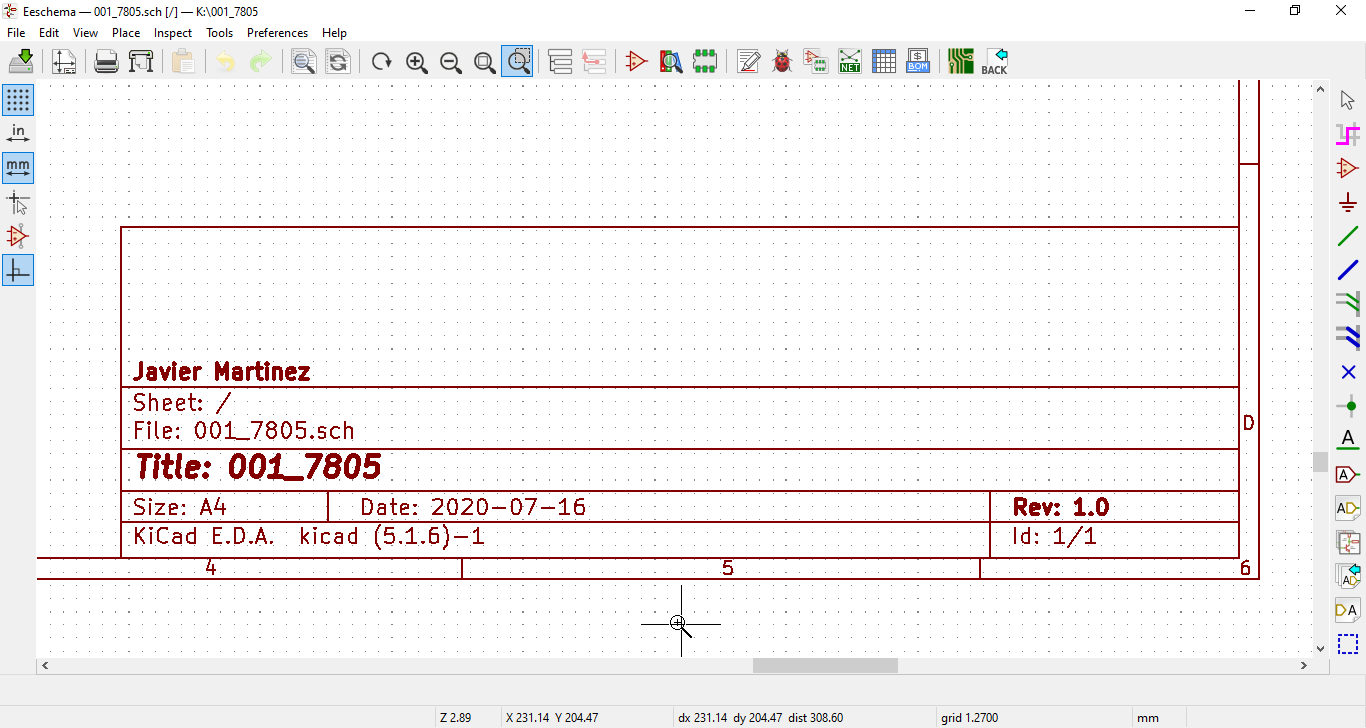 Eeschema — 001_7805.sch [/] — K:\001_7805
File Edit View Place Inspect Tools Preferences Help
NET
$
BOM
BACK
in
mm
A
A
AD
AD
DA
Javier Martinez
Sheet: /
File: 001_7805.sch
D
Title: 001_7805
Size: A4 Date: 2020-07-16 Rev: 1.0
KiCad E.D.A. kicad (5.1.6)-1 Id: 1/1
4 5 6
Z 2.89 X 231.14 Y 204.47 dx 231.14 dy 204.47 dist 308.60 grid 1.2700 mm